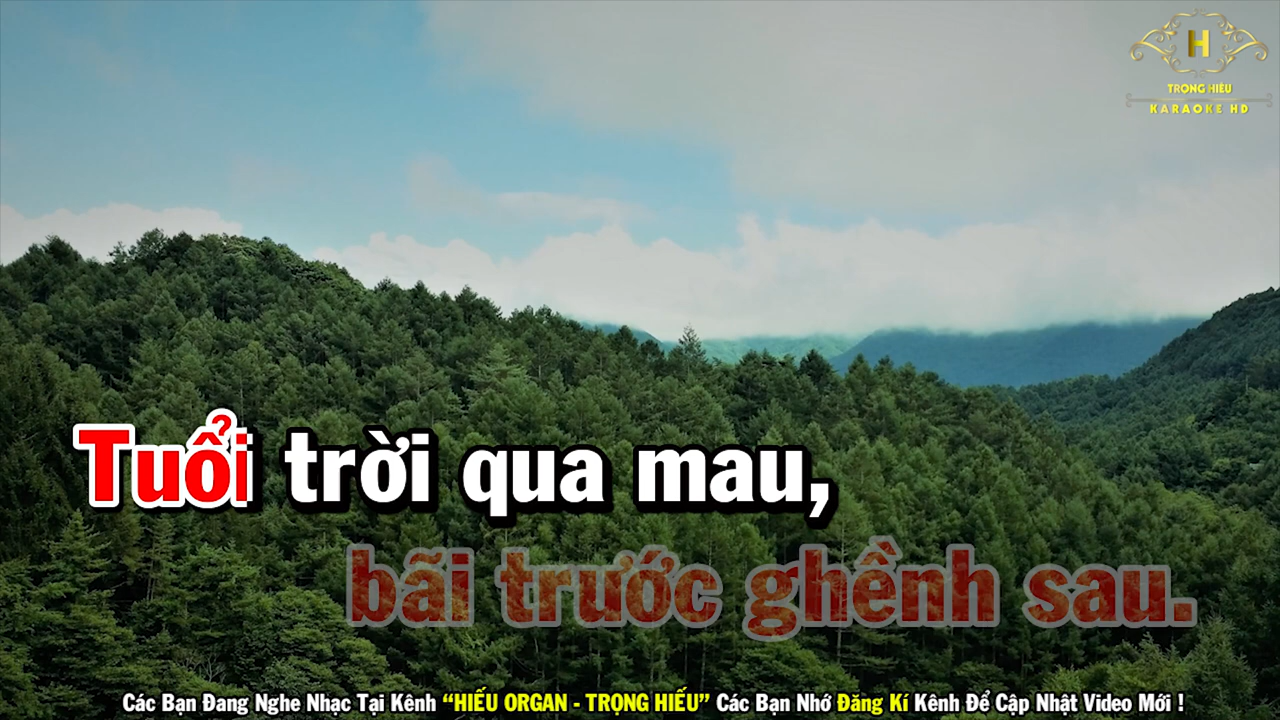 H
TRỌNG HIẾU
KARAOKE HD
Tuổi trời qua mau,
bãi trước ghềnh sau.
Các Bạn Đang Nghe Nhạc Tại Kênh “HIẾU ORGAN - TRỌNG HIẾU” Các Bạn Nhớ Đăng Kí Kênh Để Cập Nhật Video Mới !